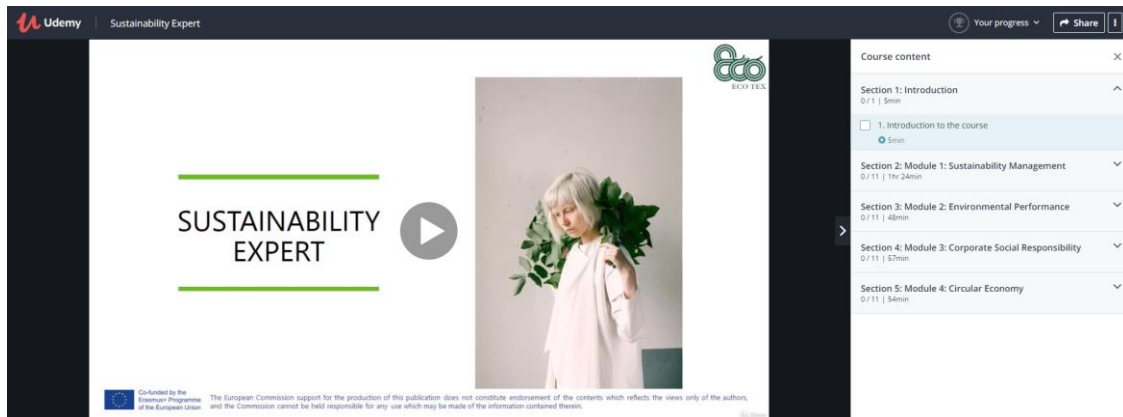 Udemy
Sustainability Expert
Your progress
Share
ECO TEX
SUSTAINABILITY
EXPERT
Co-funded by the
Erasmus+ Programme
of the European Union
The European Commission support for the production of this publication does not constitute endorsement of the contents which reflects the views only of the authors,
and the Commission cannot be held responsible for any use which may be made of the information contained therein.
Course content
Section 1: Introduction
0 / 1 | 5min
1. Introduction to the course
5min
Section 2: Module 1: Sustainability Management
0 / 11 | 1hr 24min
Section 3: Module 2: Environmental Performance
0 / 11 | 48min
Section 4: Module 3: Corporate Social Responsibility
0 / 11 | 57min
Section 5: Module 4: Circular Economy
0 / 11 | 54min